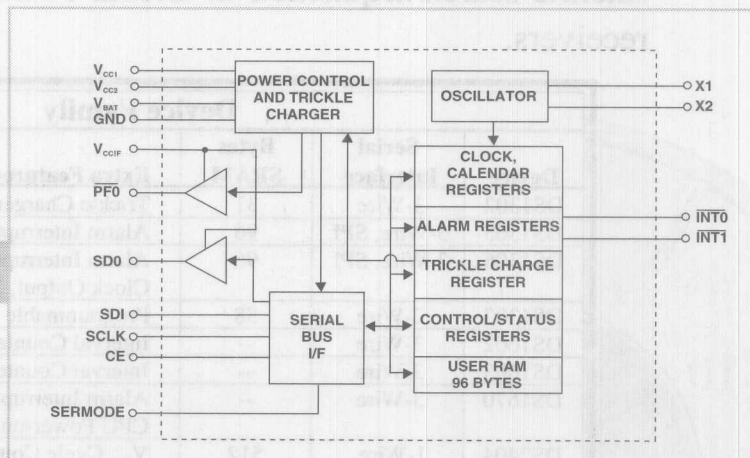 V_CC1
V_CC2
V_BAT
GND
V_CCIF
PF0
SD0
SDI
SCLK
CE
SERMODE
POWER CONTROL
AND TRICKLE
CHARGER
OSCILLATOR
X1
X2
CLOCK,
CALENDAR
REGISTERS
ALARM REGISTERS
INT0
INT1
TRICKLE CHARGE
REGISTER
SERIAL
BUS
I/F
CONTROL/STATUS
REGISTERS
USER RAM
96 BYTES